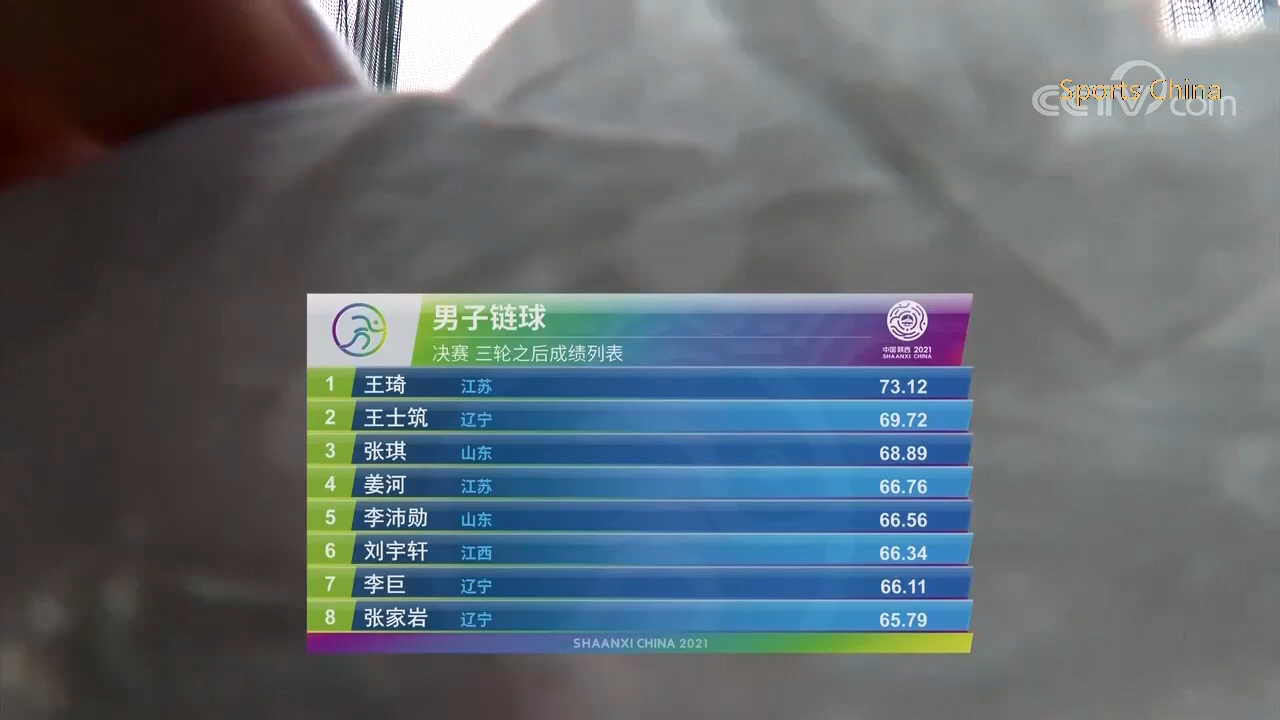 Sports China
CCTV.com
男子链球
决赛 三轮之后成绩列表
中国陕西 2021
SHAANXI CHINA
1 王琦 江苏 73.12
2 王士筑 辽宁 69.72
3 张琪 山东 68.89
4 姜河 江苏 66.76
5 李沛勋 山东 66.56
6 刘宇轩 江西 66.34
7 李巨 辽宁 66.11
8 张家岩 辽宁 65.79
SHAANXI CHINA 2021